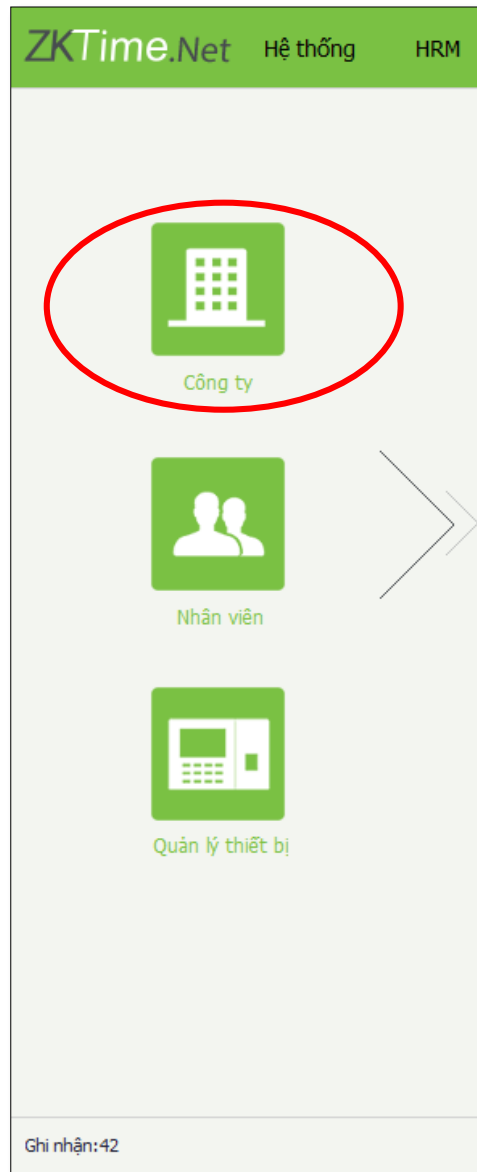 ZKTime.Net Hệ thống HRM
Công ty
Nhân viên
Quản lý thiết bị
Ghi nhận:42